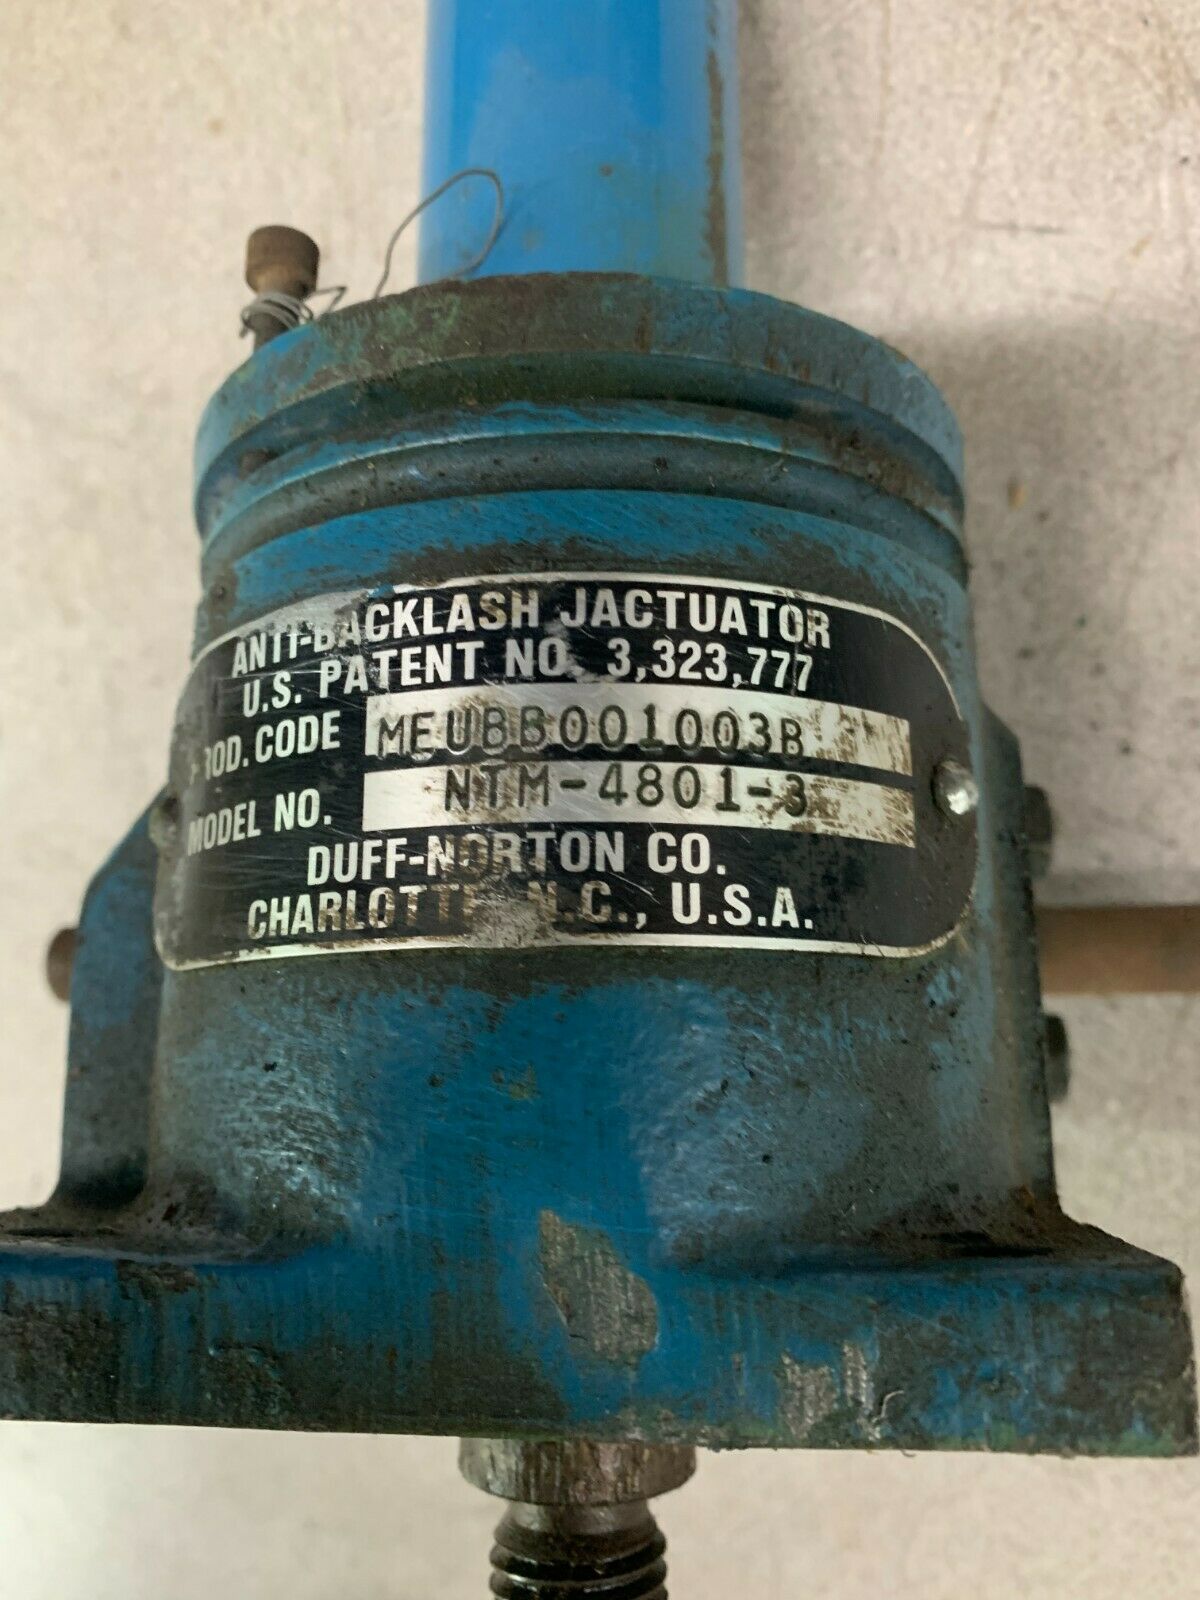 ANTI-BACKLASH JACTUATOR
U.S. PATENT NO. 3,323,777
PROD. CODE MEUBB001003B
MODEL NO. NTM-4801-3
DUFF-NORTON CO.
CHARLOTTE, N.C., U.S.A.